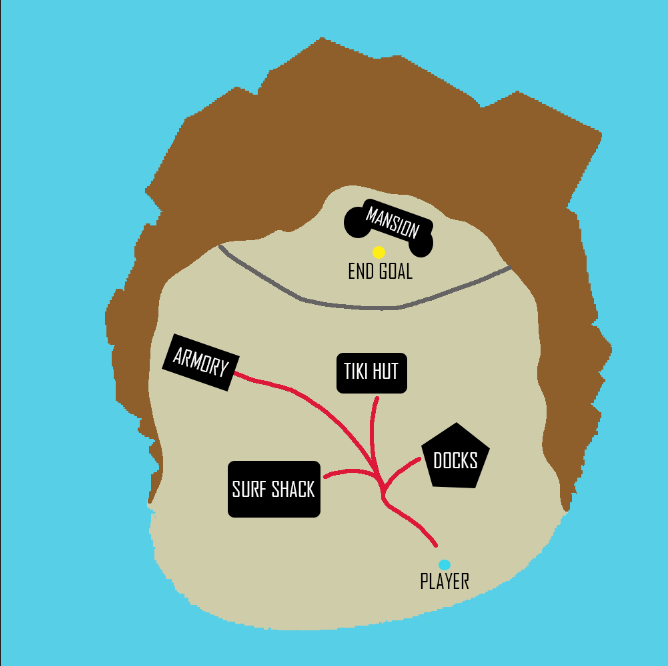 MANSION
END GOAL
ARMORY
TIKI HUT
DOCKS
SURF SHACK
PLAYER